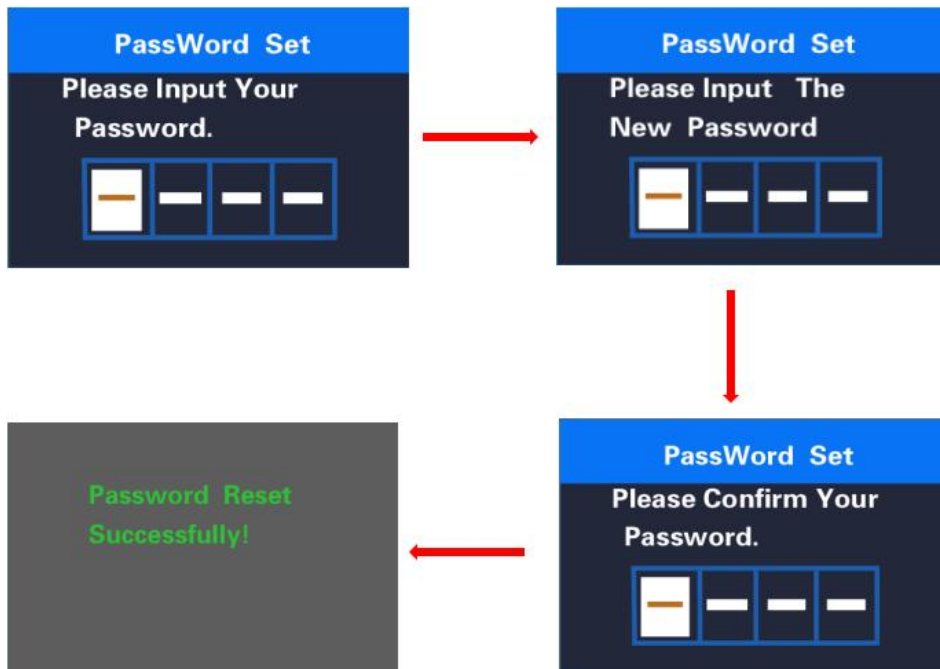 PassWord Set
Please Input Your
Password.
PassWord Set
Please Input The
New Password
PassWord Set
Please Confirm Your
Password.
Password Reset
Successfully!